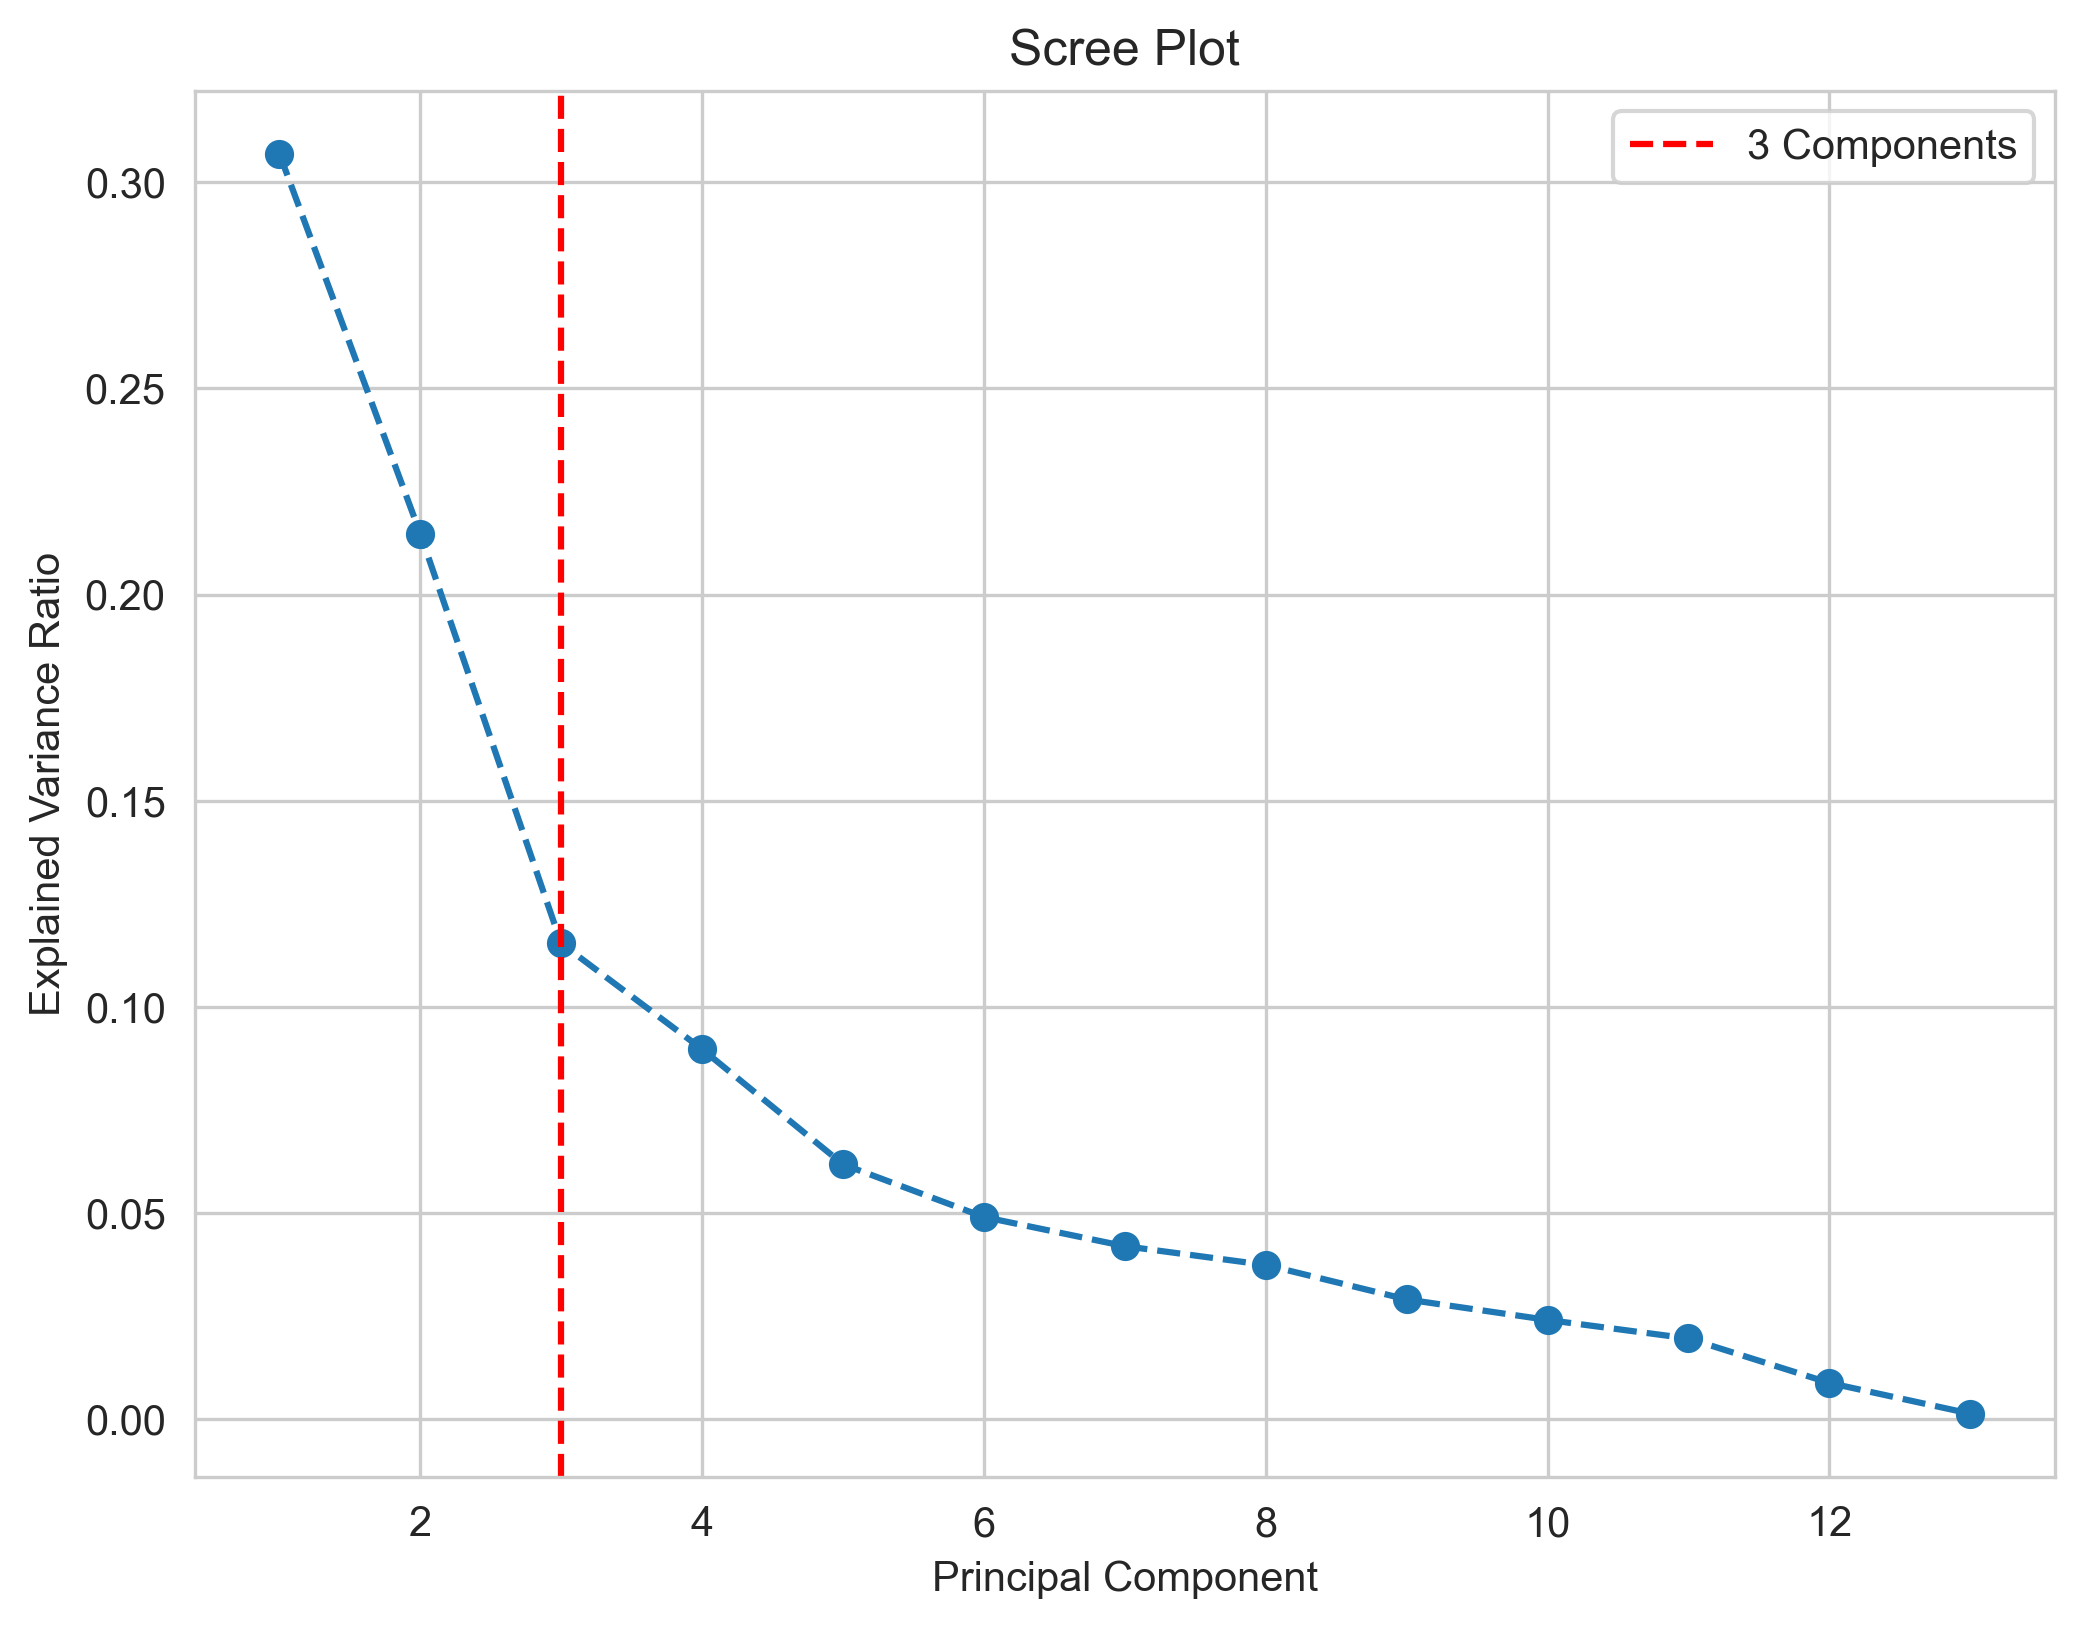 Scree Plot
3 Components
Explained Variance Ratio
0.30
0.25
0.20
0.15
0.10
0.05
0.00
2 4 6 8 10 12
Principal Component